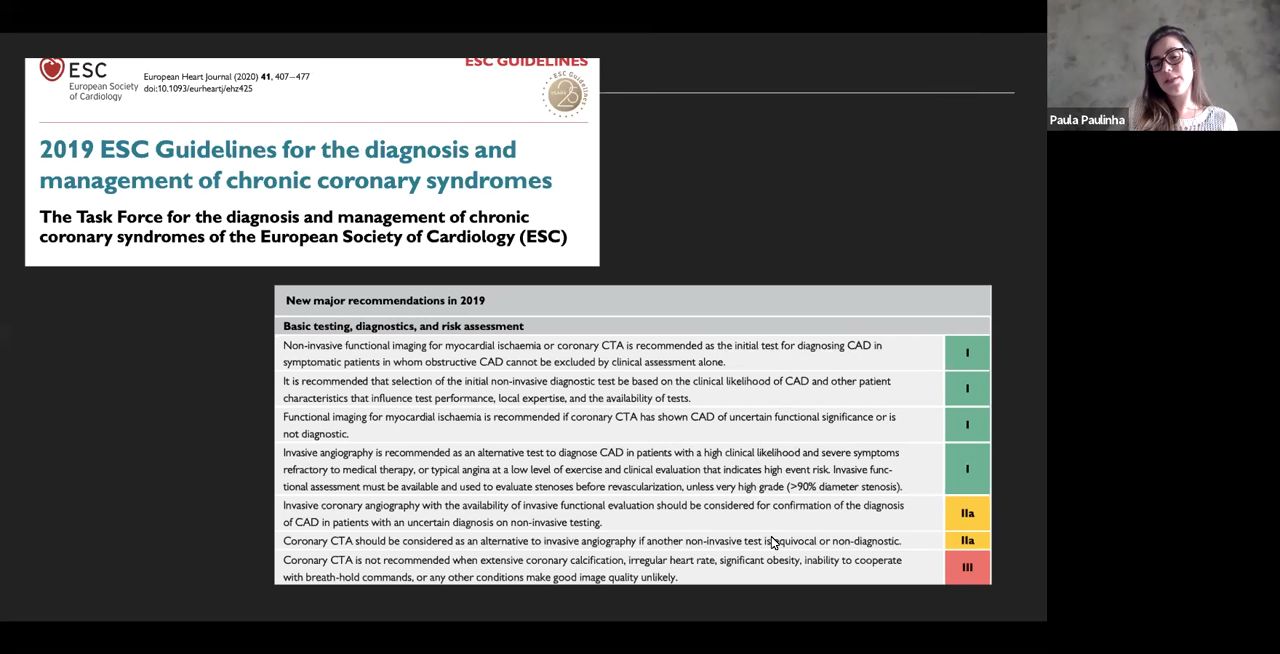 ESC
European Society
of Cardiology
European Heart Journal (2020) 41, 407–477
doi:10.1093/eurheartj/ehz425
ESC GUIDELINES
ESC Guidelines
25
YEARS
2019 ESC Guidelines for the diagnosis and
management of chronic coronary syndromes
The Task Force for the diagnosis and management of chronic
coronary syndromes of the European Society of Cardiology (ESC)
Paula Paulinha
New major recommendations in 2019
Basic testing, diagnostics, and risk assessment
Non-invasive functional imaging for myocardial ischaemia or coronary CTA is recommended as the initial test for diagnosing CAD in
symptomatic patients in whom obstructive CAD cannot be excluded by clinical assessment alone.
I
It is recommended that selection of the initial non-invasive diagnostic test be based on the clinical likelihood of CAD and other patient
characteristics that influence test performance, local expertise, and the availability of tests.
I
Functional imaging for myocardial ischaemia is recommended if coronary CTA has shown CAD of uncertain functional significance or is
not diagnostic.
I
Invasive angiography is recommended as an alternative test to diagnose CAD in patients with a high clinical likelihood and severe symptoms
refractory to medical therapy, or typical angina at a low level of exercise and clinical evaluation that indicates high event risk. Invasive func-
tional assessment must be available and used to evaluate stenoses before revascularization, unless very high grade (>90% diameter stenosis).
I
Invasive coronary angiography with the availability of invasive functional evaluation should be considered for confirmation of the diagnosis
of CAD in patients with an uncertain diagnosis on non-invasive testing.
IIa
Coronary CTA should be considered as an alternative to invasive angiography if another non-invasive test is equivocal or non-diagnostic.
IIa
Coronary CTA is not recommended when extensive coronary calcification, irregular heart rate, significant obesity, inability to cooperate
with breath-hold commands, or any other conditions make good image quality unlikely.
III